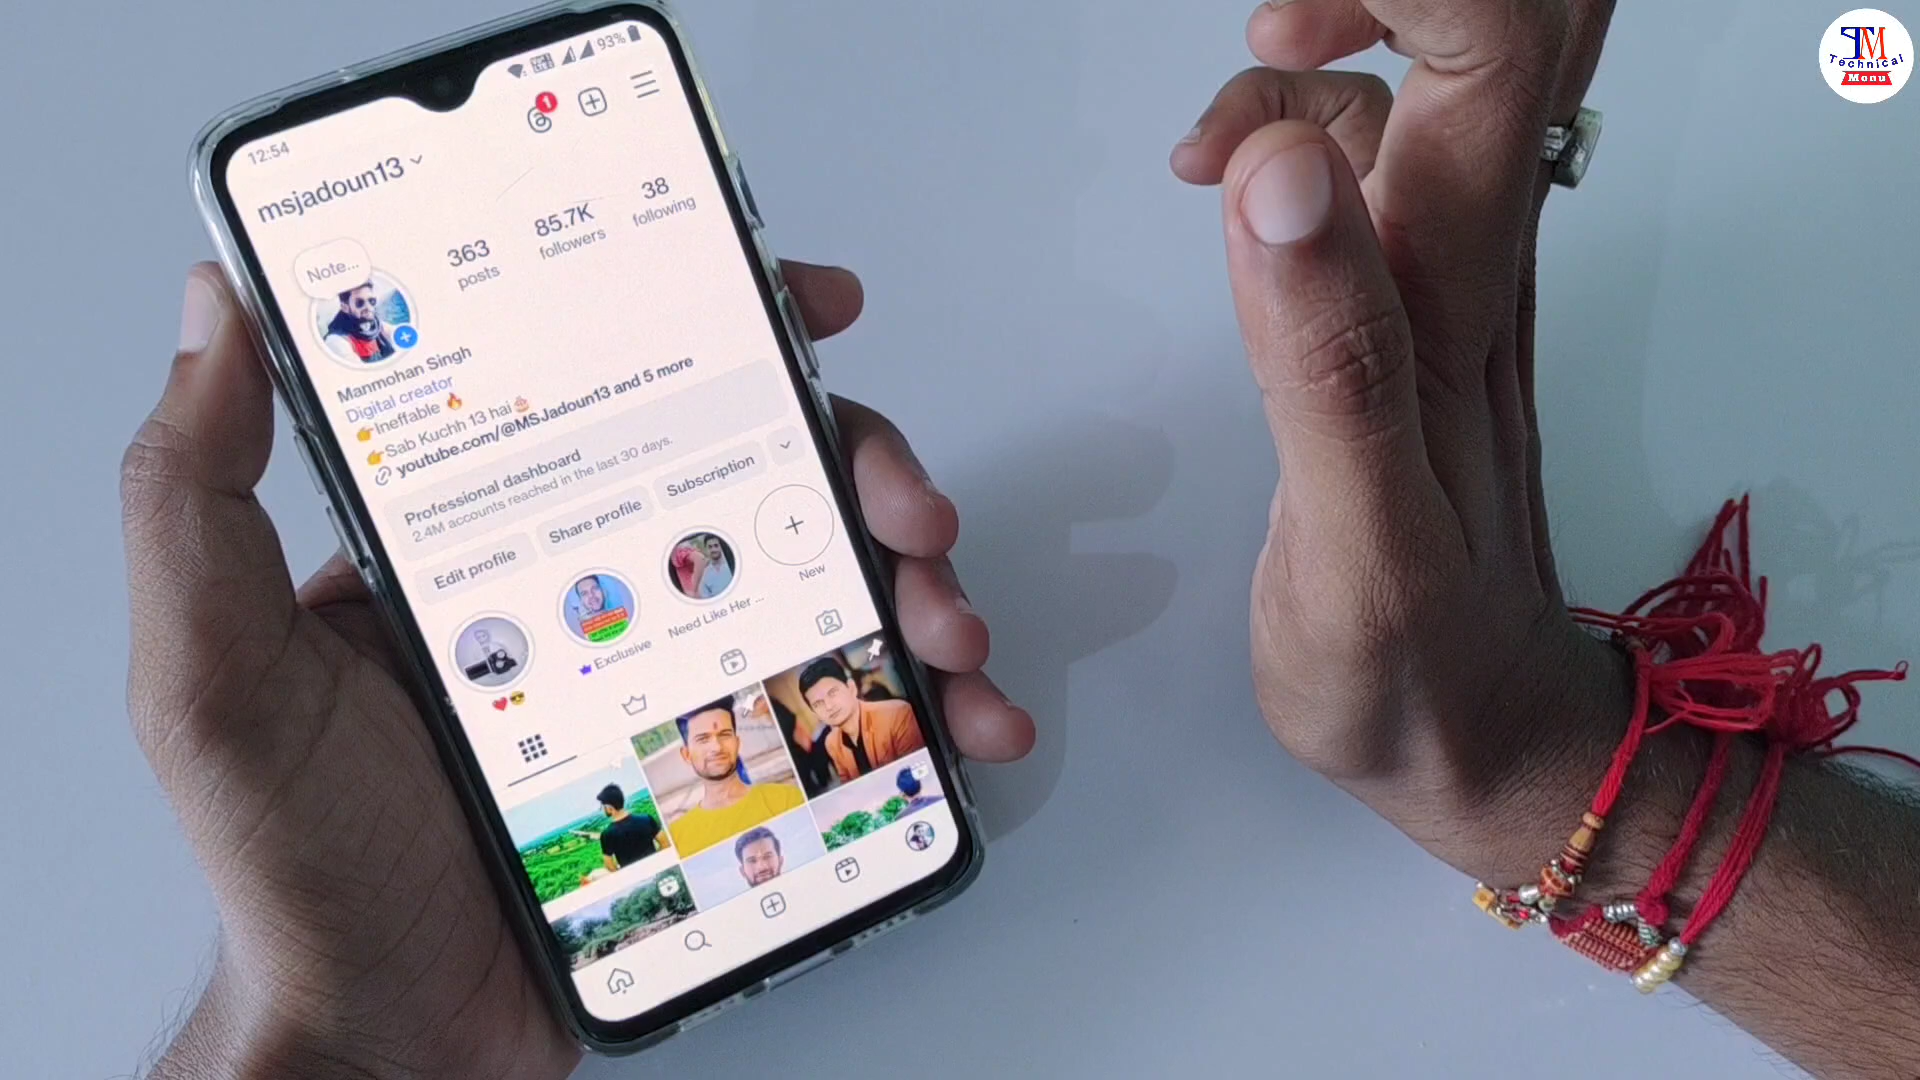 12:54
93%
msjadoun13
1
Note...
363
posts
85.7K
followers
38
following
Manmohan Singh
Digital creator
👉Ineffable 🔥
👉Sab Kuchh 13 hai🎂
youtube.com/@MSJadoun13 and 5 more
Professional dashboard
2.4M accounts reached in the last 30 days.
Edit profile
Share profile
Subscription
❤️😎
Exclusive
Need Like Her ...
New
TM
Technical
Monu